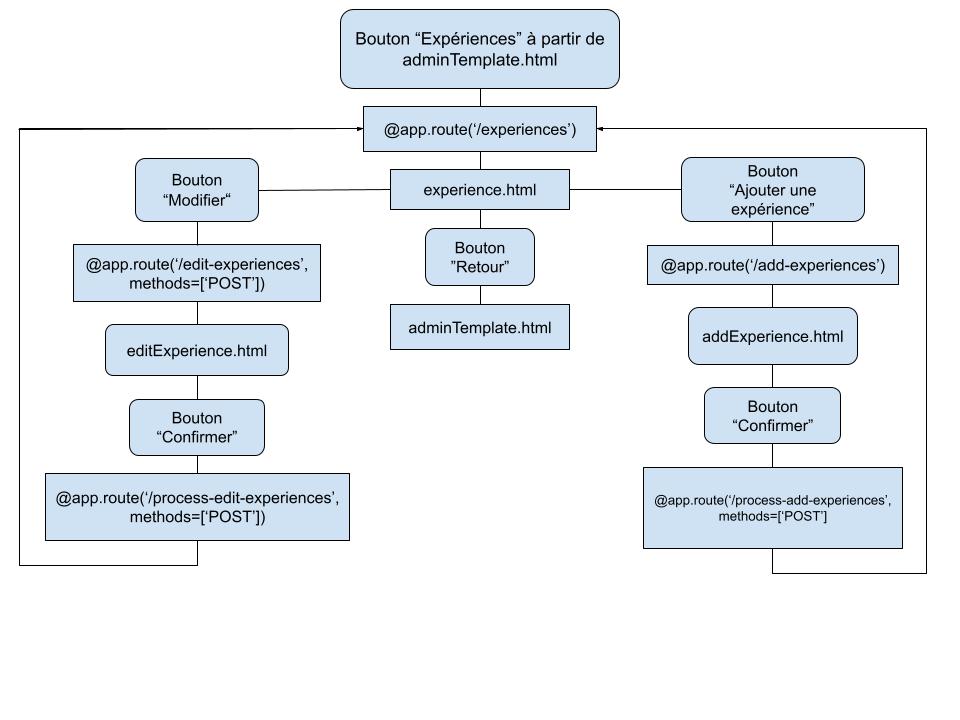 Bouton “Expériences” à partir de
adminTemplate.html
@app.route(‘/experiences’)
Bouton
“Modifier“
experience.html
Bouton
“Ajouter une
expérience”
@app.route(‘/edit-experiences’,
methods=[‘POST’])
Bouton
”Retour”
@app.route(‘/add-experiences’)
editExperience.html
adminTemplate.html
addExperience.html
Bouton
“Confirmer”
Bouton
“Confirmer”
@app.route(‘/process-edit-experiences’,
methods=[‘POST’])
@app.route(‘/process-add-experiences’,
methods=[‘POST’]